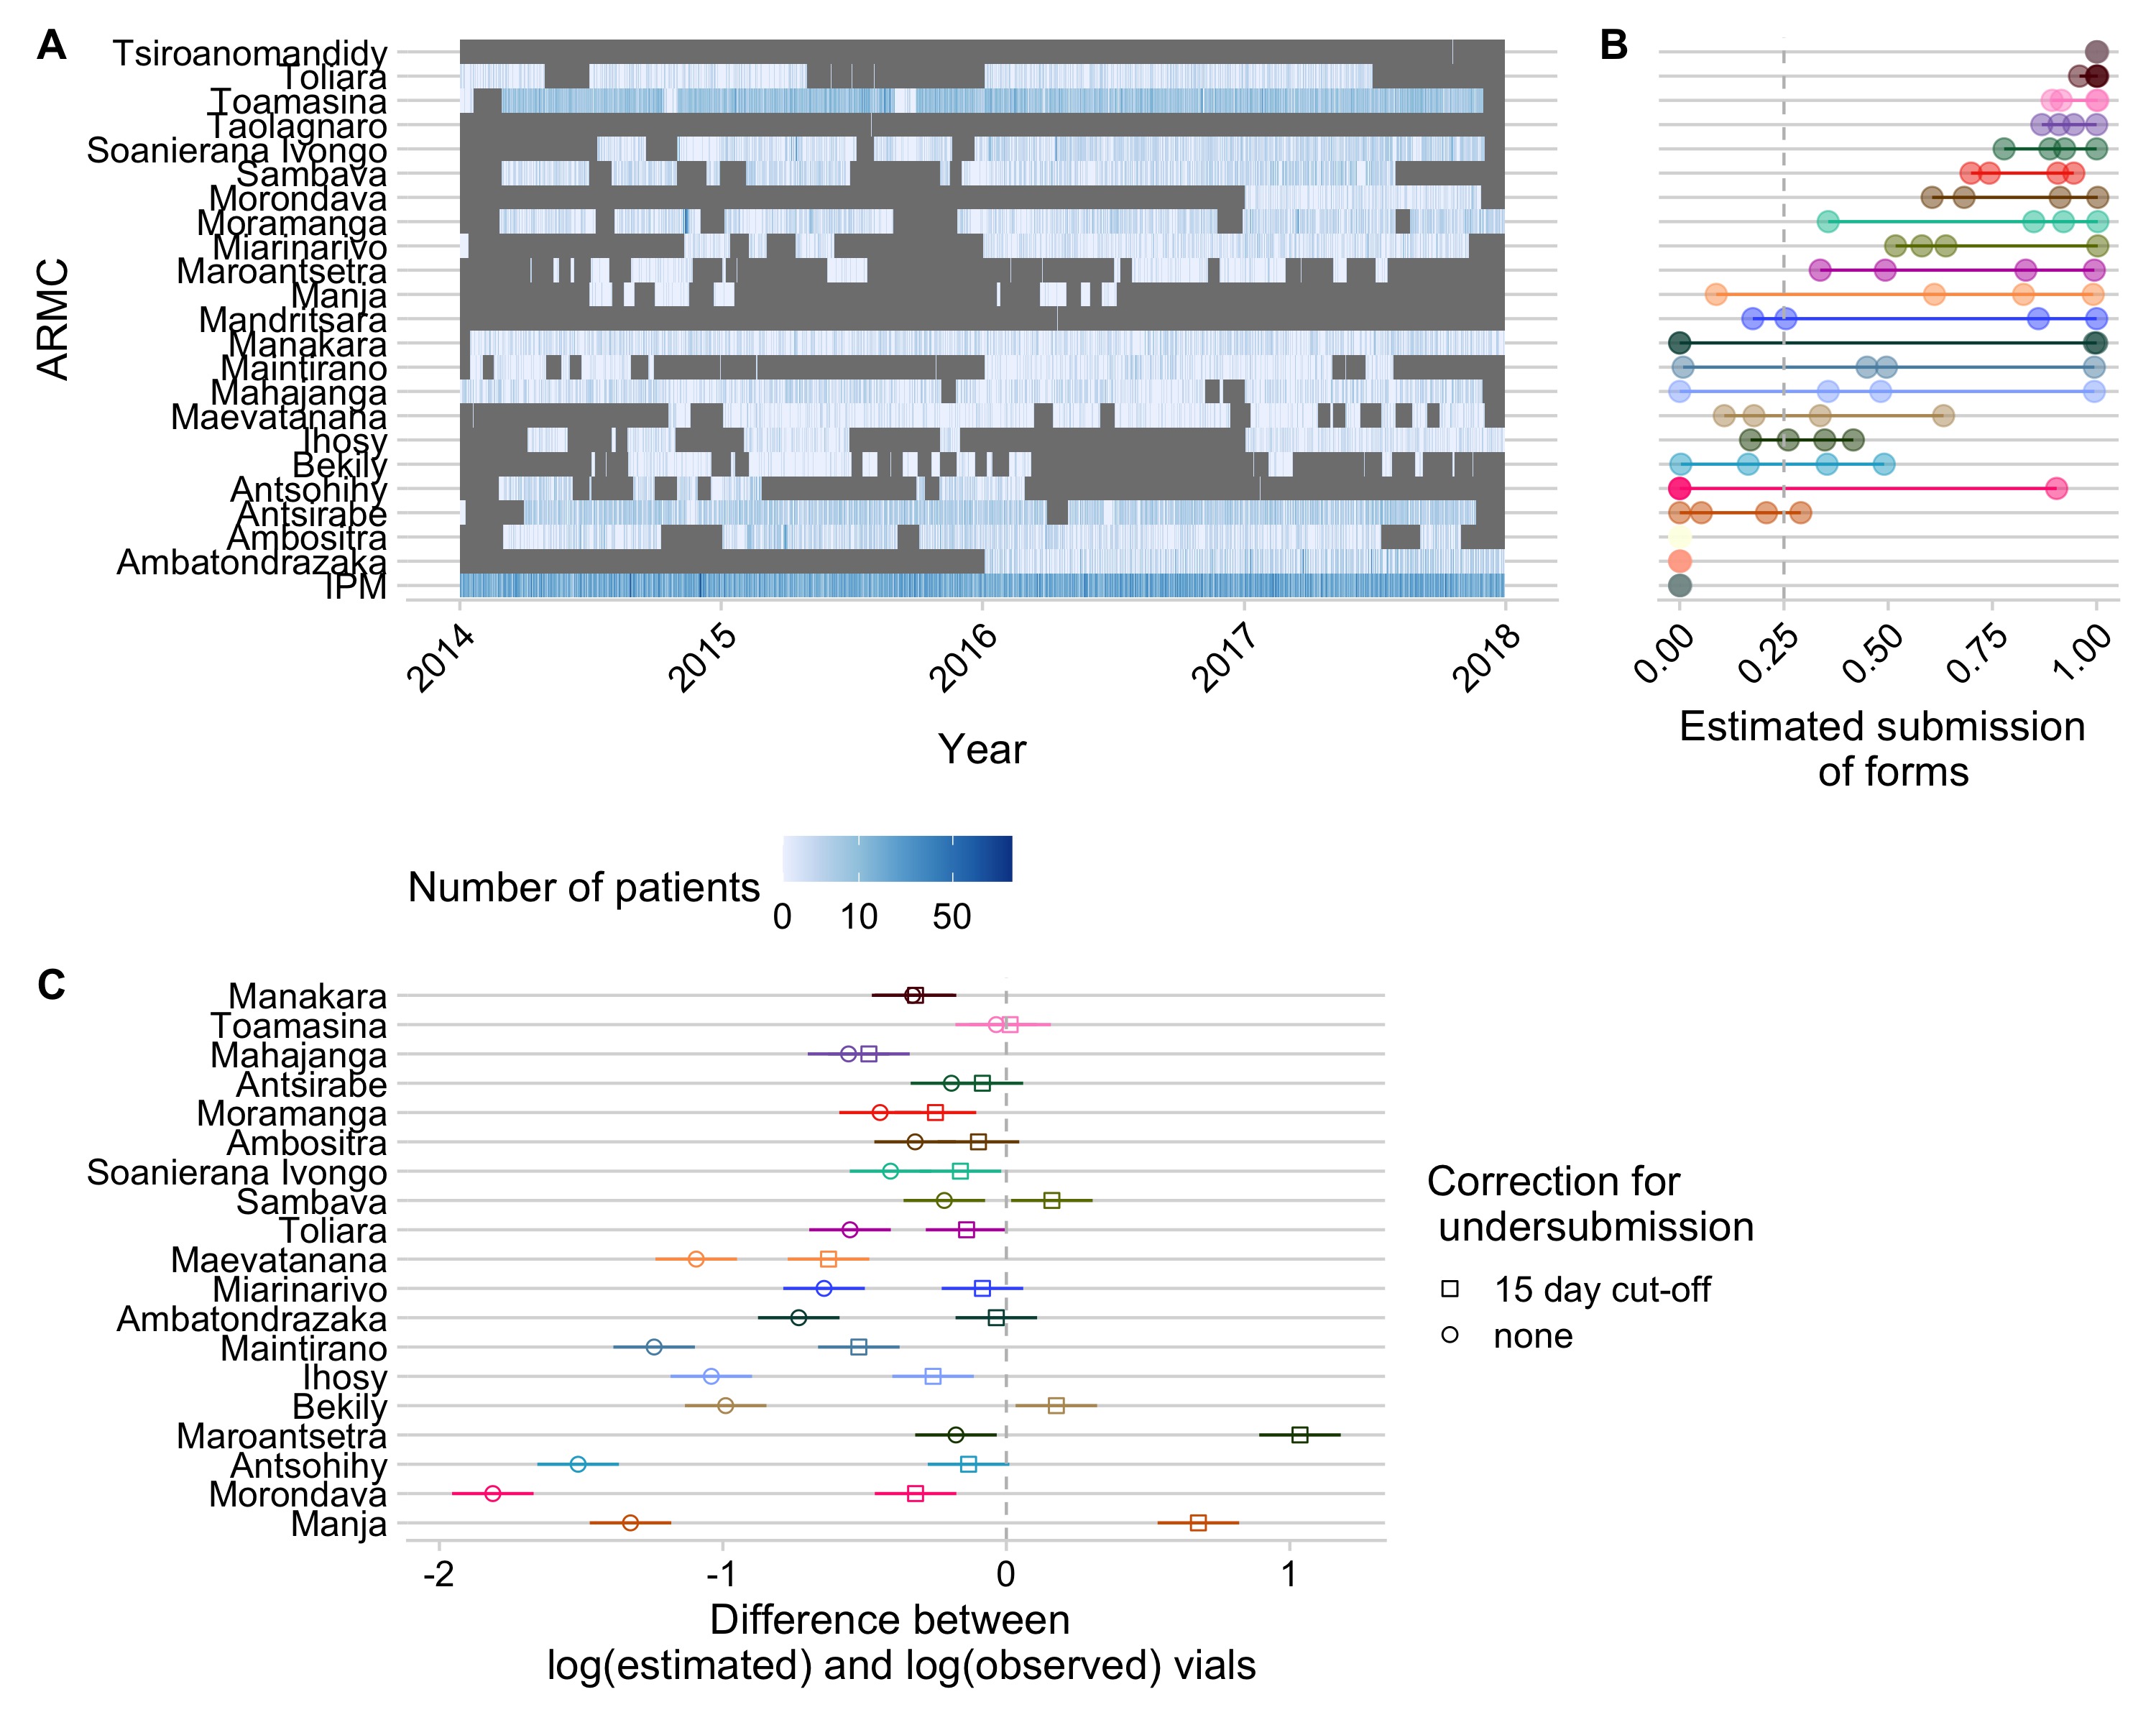 A
B
Tsiroanomandidy
Toliara
Toamasina
Taolagnaro
Soanierana Ivongo
Sambava
Morondava
Moramanga
Miarinarivo
Maroantsetra
Manja
Mandritsara
Manakara
Maintirano
Mahajanga
Maevatanana
Ihosy
Bekily
Antsohihy
Antsirabe
Ambositra
Ambatondrazaka
IPM
ARMC
2014
2015
2016
2017
2018
Year
0.00
0.25
0.50
0.75
1.00
Estimated submission
of forms
Number of patients
0
10
50
C
Manakara
Toamasina
Mahajanga
Antsirabe
Moramanga
Ambositra
Soanierana Ivongo
Sambava
Toliara
Maevatanana
Miarinarivo
Ambatondrazaka
Maintirano
Ihosy
Bekily
Maroantsetra
Antsohihy
Morondava
Manja
-2
-1
0
1
Difference between
log(estimated) and log(observed) vials
Correction for
undersubmission
15 day cut-off
none